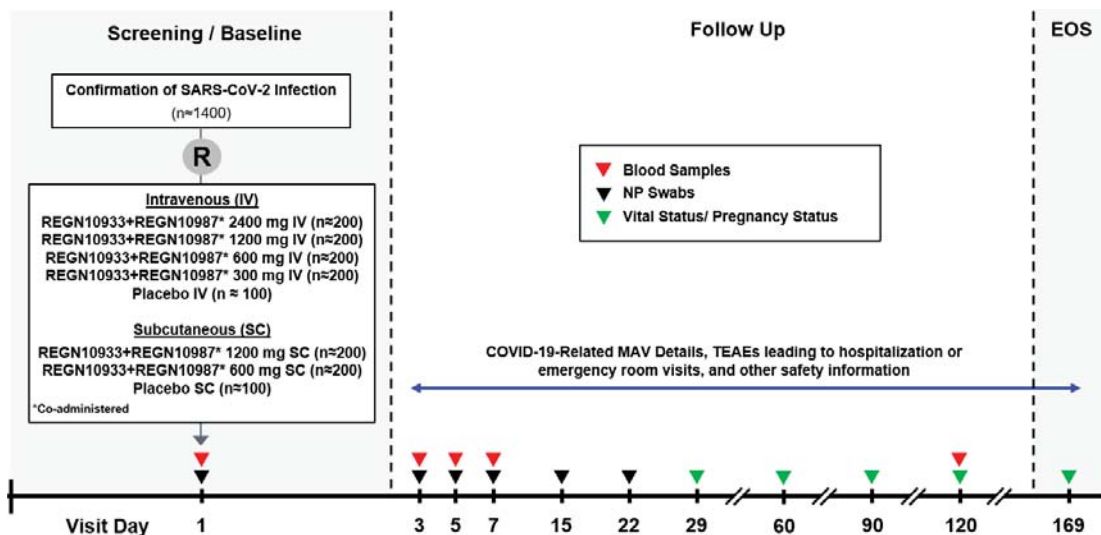 Screening / Baseline
Follow Up
EOS
Confirmation of SARS-CoV-2 Infection
(n≈1400)
R
Intravenous (IV)
REGN10933+REGN10987* 2400 mg IV (n≈200)
REGN10933+REGN10987* 1200 mg IV (n≈200)
REGN10933+REGN10987* 600 mg IV (n≈200)
REGN10933+REGN10987* 300 mg IV (n≈200)
Placebo IV (n ≈ 100)
Subcutaneous (SC)
REGN10933+REGN10987* 1200 mg SC (n≈200)
REGN10933+REGN10987* 600 mg SC (n≈200)
Placebo SC (n≈100)
*Co-administered
Blood Samples
NP Swabs
Vital Status/ Pregnancy Status
COVID-19-Related MAV Details, TEAEs leading to hospitalization or
emergency room visits, and other safety information
Visit Day 1 3 5 7 15 22 29 60 90 120 169